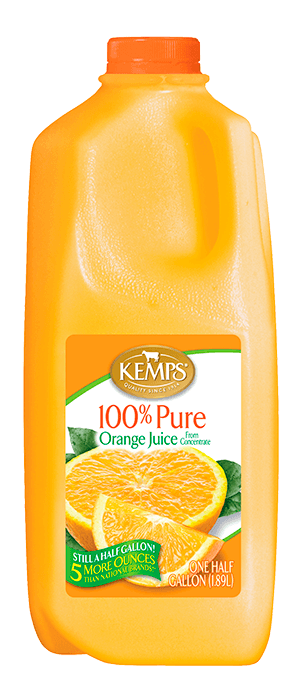 KEMPS®
QUALITY SINCE 1914
100% Pure
Orange Juice From
Concentrate
STILL A HALF GALLON!
5 MORE OUNCES
THAN NATIONAL BRANDS
ONE HALF
GALLON (1.89L)